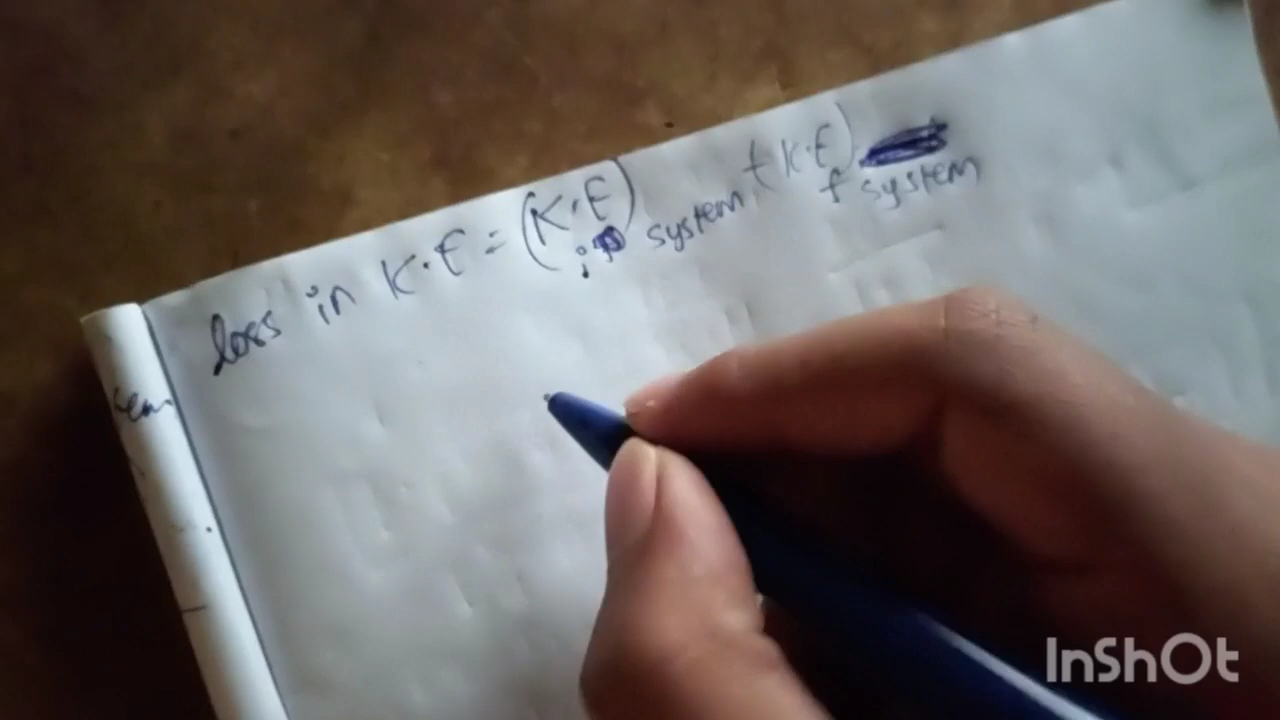 loss in K.E = (K.E)i system + K.E)f system
InShOt